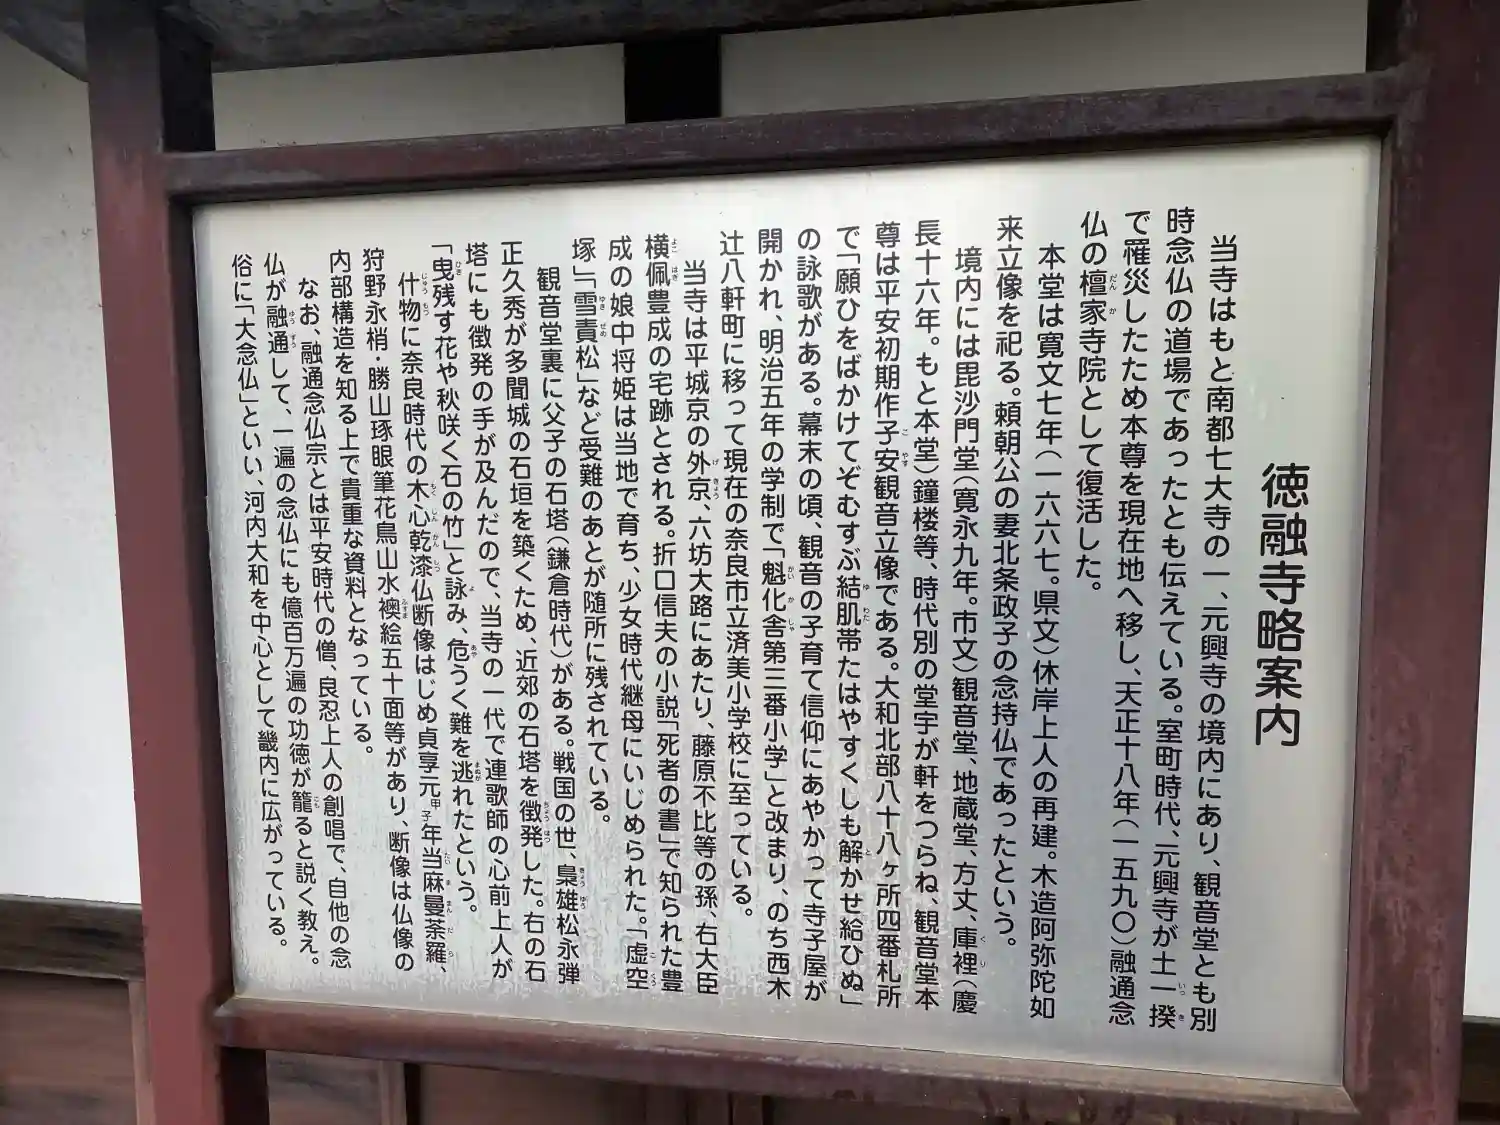 徳融寺略案内
当寺はもと南都七大寺の一、元興寺の境内にあり、観音堂とも別
時念仏の道場であったとも伝えている。室町時代、元興寺が土一揆
で罹災したため本尊を現在地へ移し、天正十八年(一五九〇)融通念
仏の檀家寺院として復活した。
本堂は寛文七年(一六六七。県文)休岸上人の再建。木造阿弥陀如
来立像を祀る。頼朝公の妻北条政子の念持仏であったという。
境内には毘沙門堂(寛永九年。市文)観音堂、地蔵堂、方丈、庫裡(慶
長十六年。もと本堂)鐘楼等、時代別の堂宇が軒をつらね、観音堂本
尊は平安初期作子安観音立像である。大和北部八十八ヶ所四番札所
で「願ひをばかけてぞむすぶ結肌帯たはやすくしも解かせ給ひぬ」
の詠歌がある。幕末の頃、観音の子育て信仰にあやかって寺子屋が
開かれ、明治五年の学制で「魁化舎第三番小学」と改まり、のち西木
辻八軒町に移って現在の奈良市立済美小学校に至っている。
当寺は平城京の外京、六坊大路にあたり、藤原不比等の孫、右大臣
横佩豊成の宅跡とされる。折口信夫の小説「死者の書」で知られた豊
成の娘中将姫は当地で育ち、少女時代継母にいじめられた。「虚空
塚」「雪責松」など受難のあとが随所に残されている。
観音堂裏に父子の石塔(鎌倉時代)がある。戦国の世、梟雄松永弾
正久秀が多聞城の石垣を築くため、近郊の石塔を徴発した。右の石
塔にも徴発の手が及んだので、当寺の一代で連歌師の心前上人が
「曳残す花や秋咲く石の竹」と詠み、危うく難を逃れたという。
什物に奈良時代の木心乾漆仏断像はじめ貞享元甲子年当麻曼荼羅、
狩野永梢・勝山琢眼筆花鳥山水襖絵五十面等があり、断像は仏像の
内部構造を知る上で貴重な資料となっている。
なお、融通念仏宗とは平安時代の僧、良忍上人の創唱で、自他の念
仏が融通して、一遍の念仏にも億百万遍の功徳が籠ると説く教え。
俗に「大念仏」といい、河内大和を中心として畿内に広がっている。